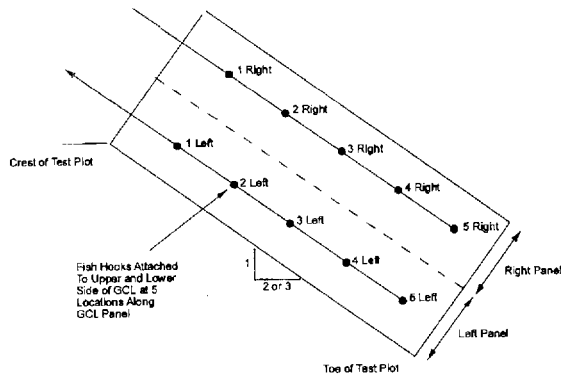 1 Right
2 Right
3 Right
4 Right
5 Right
1 Left
2 Left
3 Left
4 Left
5 Left
Crest of Test Plot
Fish Hooks Attached
To Upper and Lower
Side of GCL at 5
Locations Along
GCL Panel
1
2 or 3
Right Panel
Left Panel
Toe of Test Plot